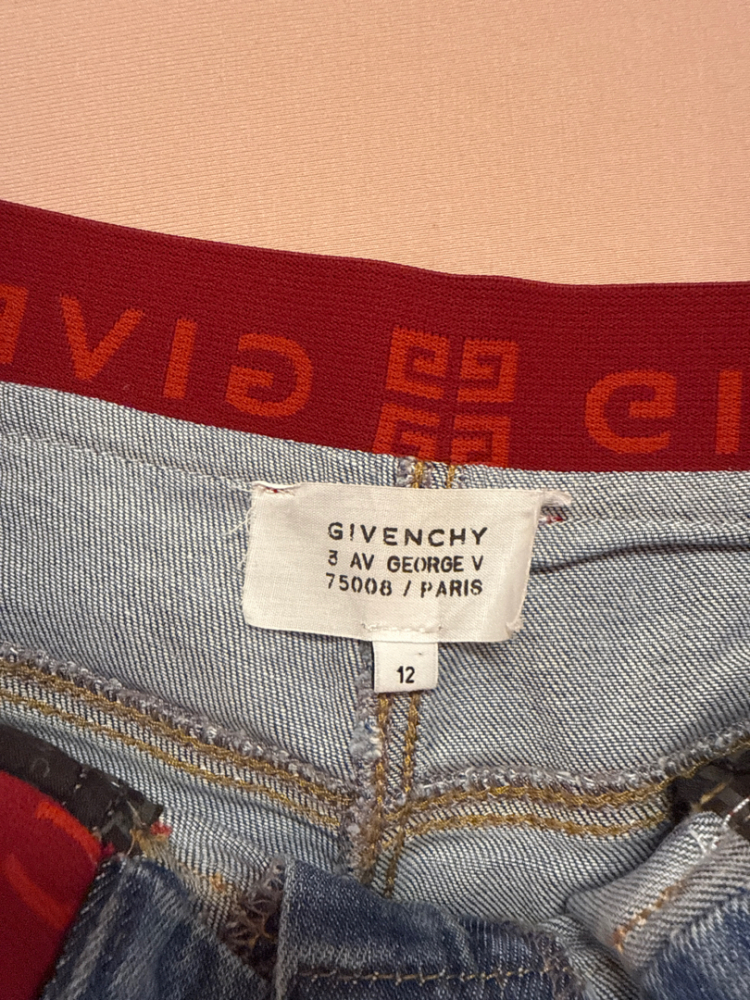 GIVENCHY
3 AV GEORGE V
75008 / PARIS
12